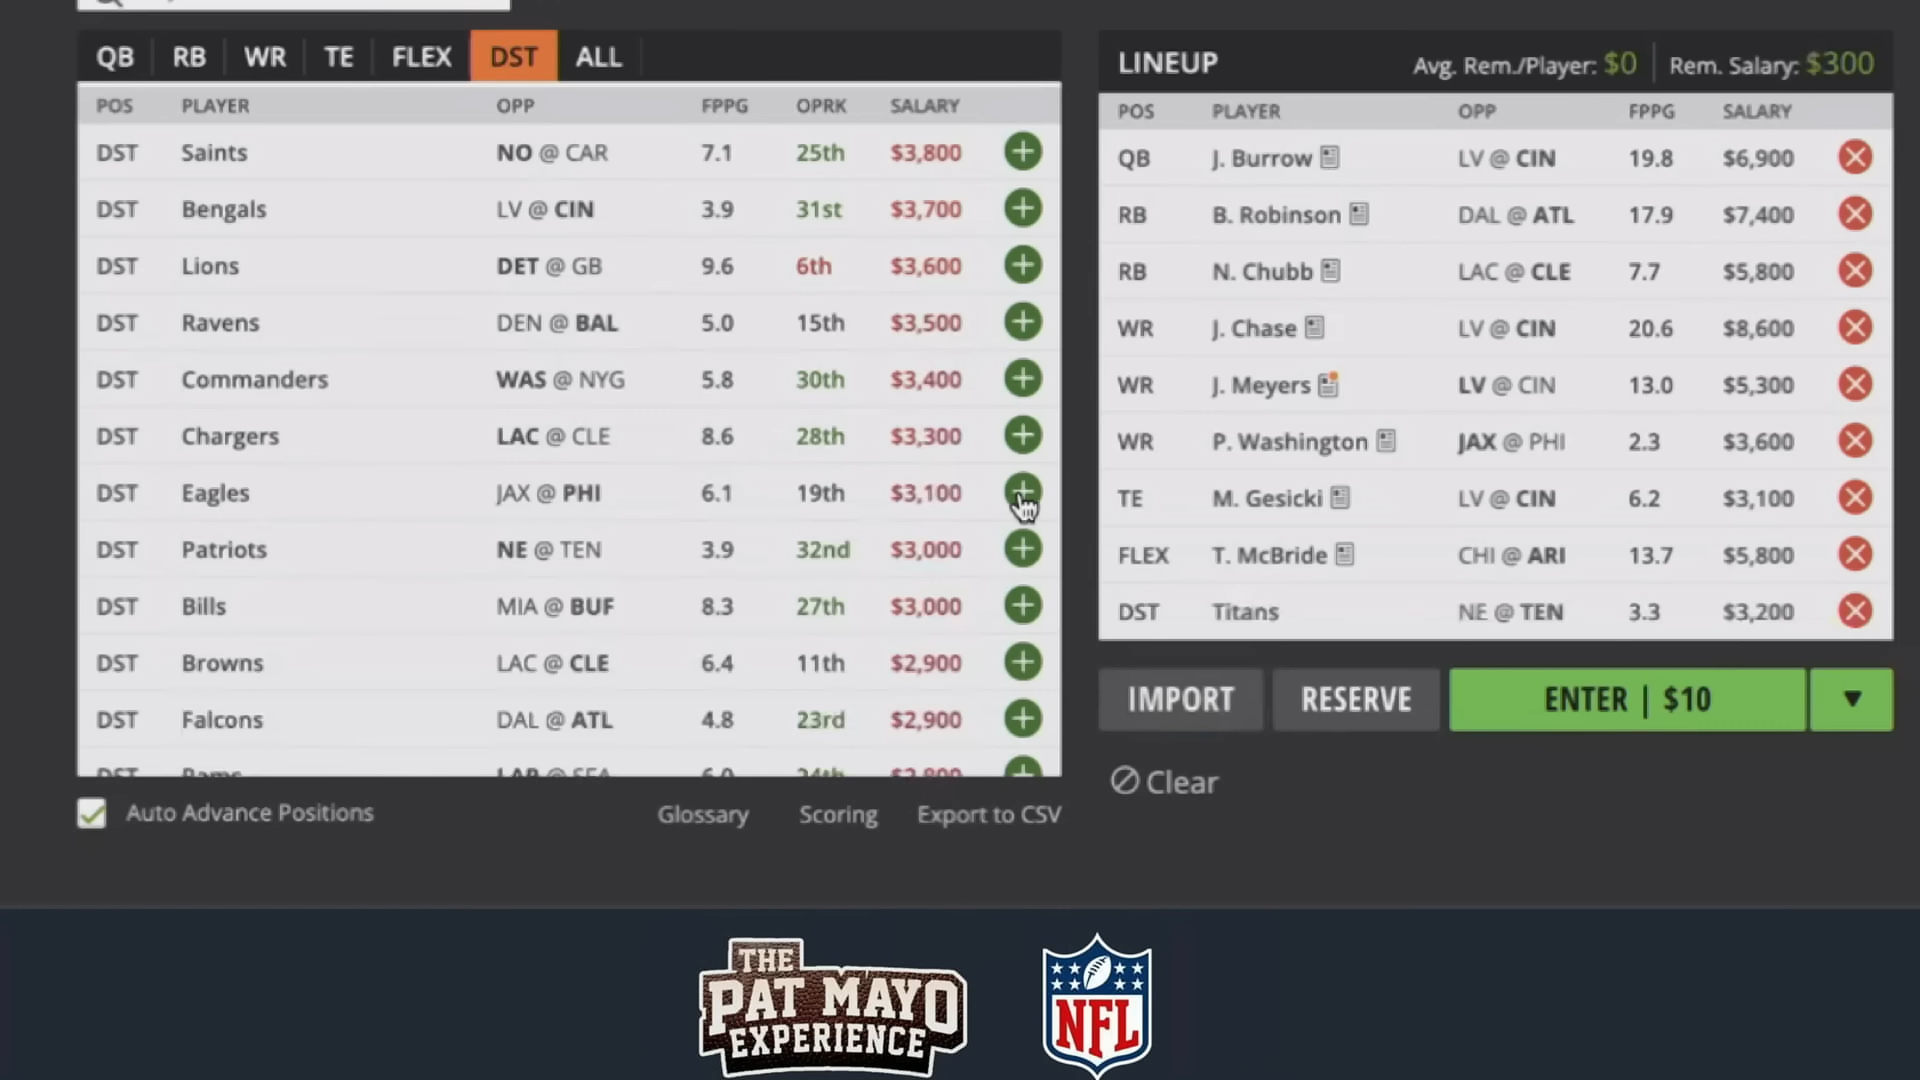 QB RB WR TE FLEX DST ALL
POS PLAYER OPP FPPG OPRK SALARY
DST Saints NO @ CAR 7.1 25th $3,800
DST Bengals LV @ CIN 3.9 31st $3,700
DST Lions DET @ GB 9.6 6th $3,600
DST Ravens DEN @ BAL 5.0 15th $3,500
DST Commanders WAS @ NYG 5.8 30th $3,400
DST Chargers LAC @ CLE 8.6 28th $3,300
DST Eagles JAX @ PHI 6.1 19th $3,100
DST Patriots NE @ TEN 3.9 32nd $3,000
DST Bills MIA @ BUF 8.3 27th $3,000
DST Browns LAC @ CLE 6.4 11th $2,900
DST Falcons DAL @ ATL 4.8 23rd $2,900
DST Rams LAR @ SEA 6.0 24th $2,800
Auto Advance Positions Glossary Scoring Export to CSV
LINEUP Avg. Rem./Player: $0 Rem. Salary: $300
POS PLAYER OPP FPPG SALARY
QB J. Burrow LV @ CIN 19.8 $6,900
RB B. Robinson DAL @ ATL 17.9 $7,400
RB N. Chubb LAC @ CLE 7.7 $5,800
WR J. Chase LV @ CIN 20.6 $8,600
WR J. Meyers LV @ CIN 13.0 $5,300
WR P. Washington JAX @ PHI 2.3 $3,600
TE M. Gesicki LV @ CIN 6.2 $3,100
FLEX T. McBride CHI @ ARI 13.7 $5,800
DST Titans NE @ TEN 3.3 $3,200
IMPORT RESERVE ENTER | $10
Clear
THE
PAT MAYO
EXPERIENCE
NFL